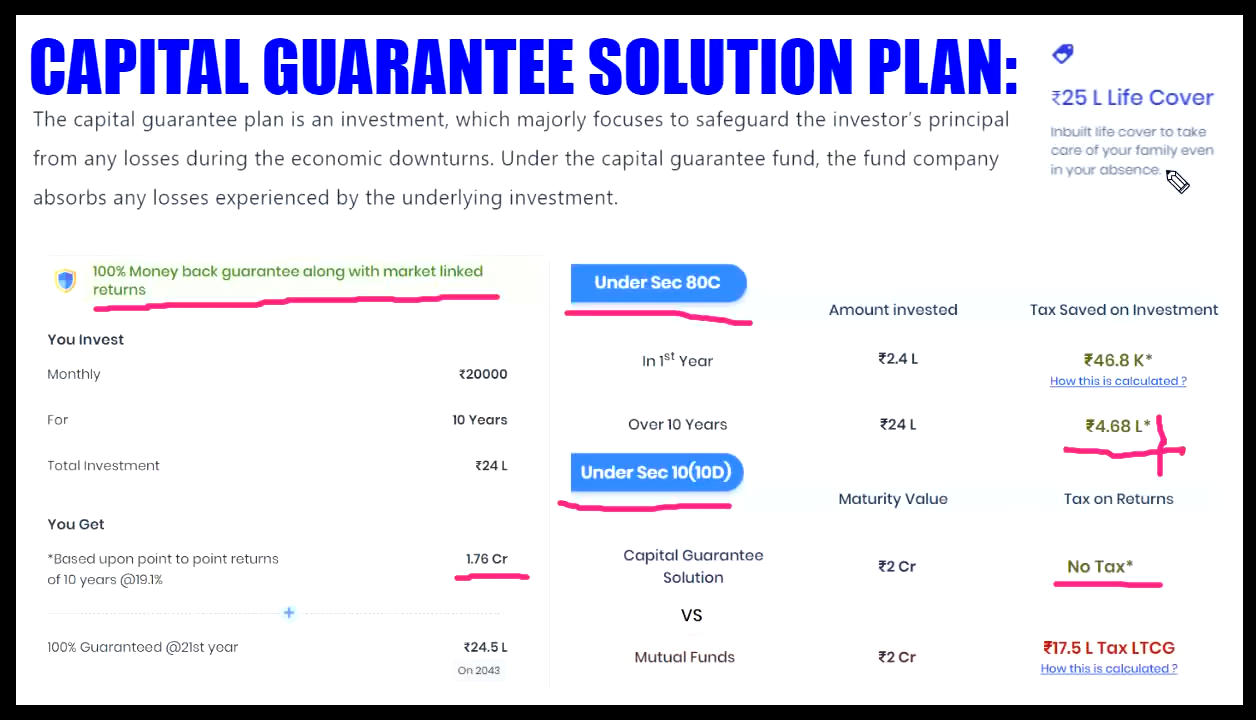 CAPITAL GUARANTEE SOLUTION PLAN:
The capital guarantee plan is an investment, which majorly focuses to safeguard the investor's principal
from any losses during the economic downturns. Under the capital guarantee fund, the fund company
absorbs any losses experienced by the underlying investment.
₹25 L Life Cover
Inbuilt life cover to take
care of your family even
in your absence.
100% Money back guarantee along with market linked
returns
You Invest
Monthly ₹20000
For 10 Years
Total Investment ₹24 L
You Get
*Based upon point to point returns
of 10 years @19.1% 1.76 Cr
100% Guaranteed @21st year ₹24.5 L
On 2043
Under Sec 80C
Amount invested Tax Saved on Investment
In 1st Year ₹2.4 L ₹46.8 K*
How this is calculated ?
Over 10 Years ₹24 L ₹4.68 L*
Under Sec 10(10D)
Maturity Value Tax on Returns
Capital Guarantee
Solution ₹2 Cr No Tax*
VS
Mutual Funds ₹2 Cr ₹17.5 L Tax LTCG
How this is calculated ?